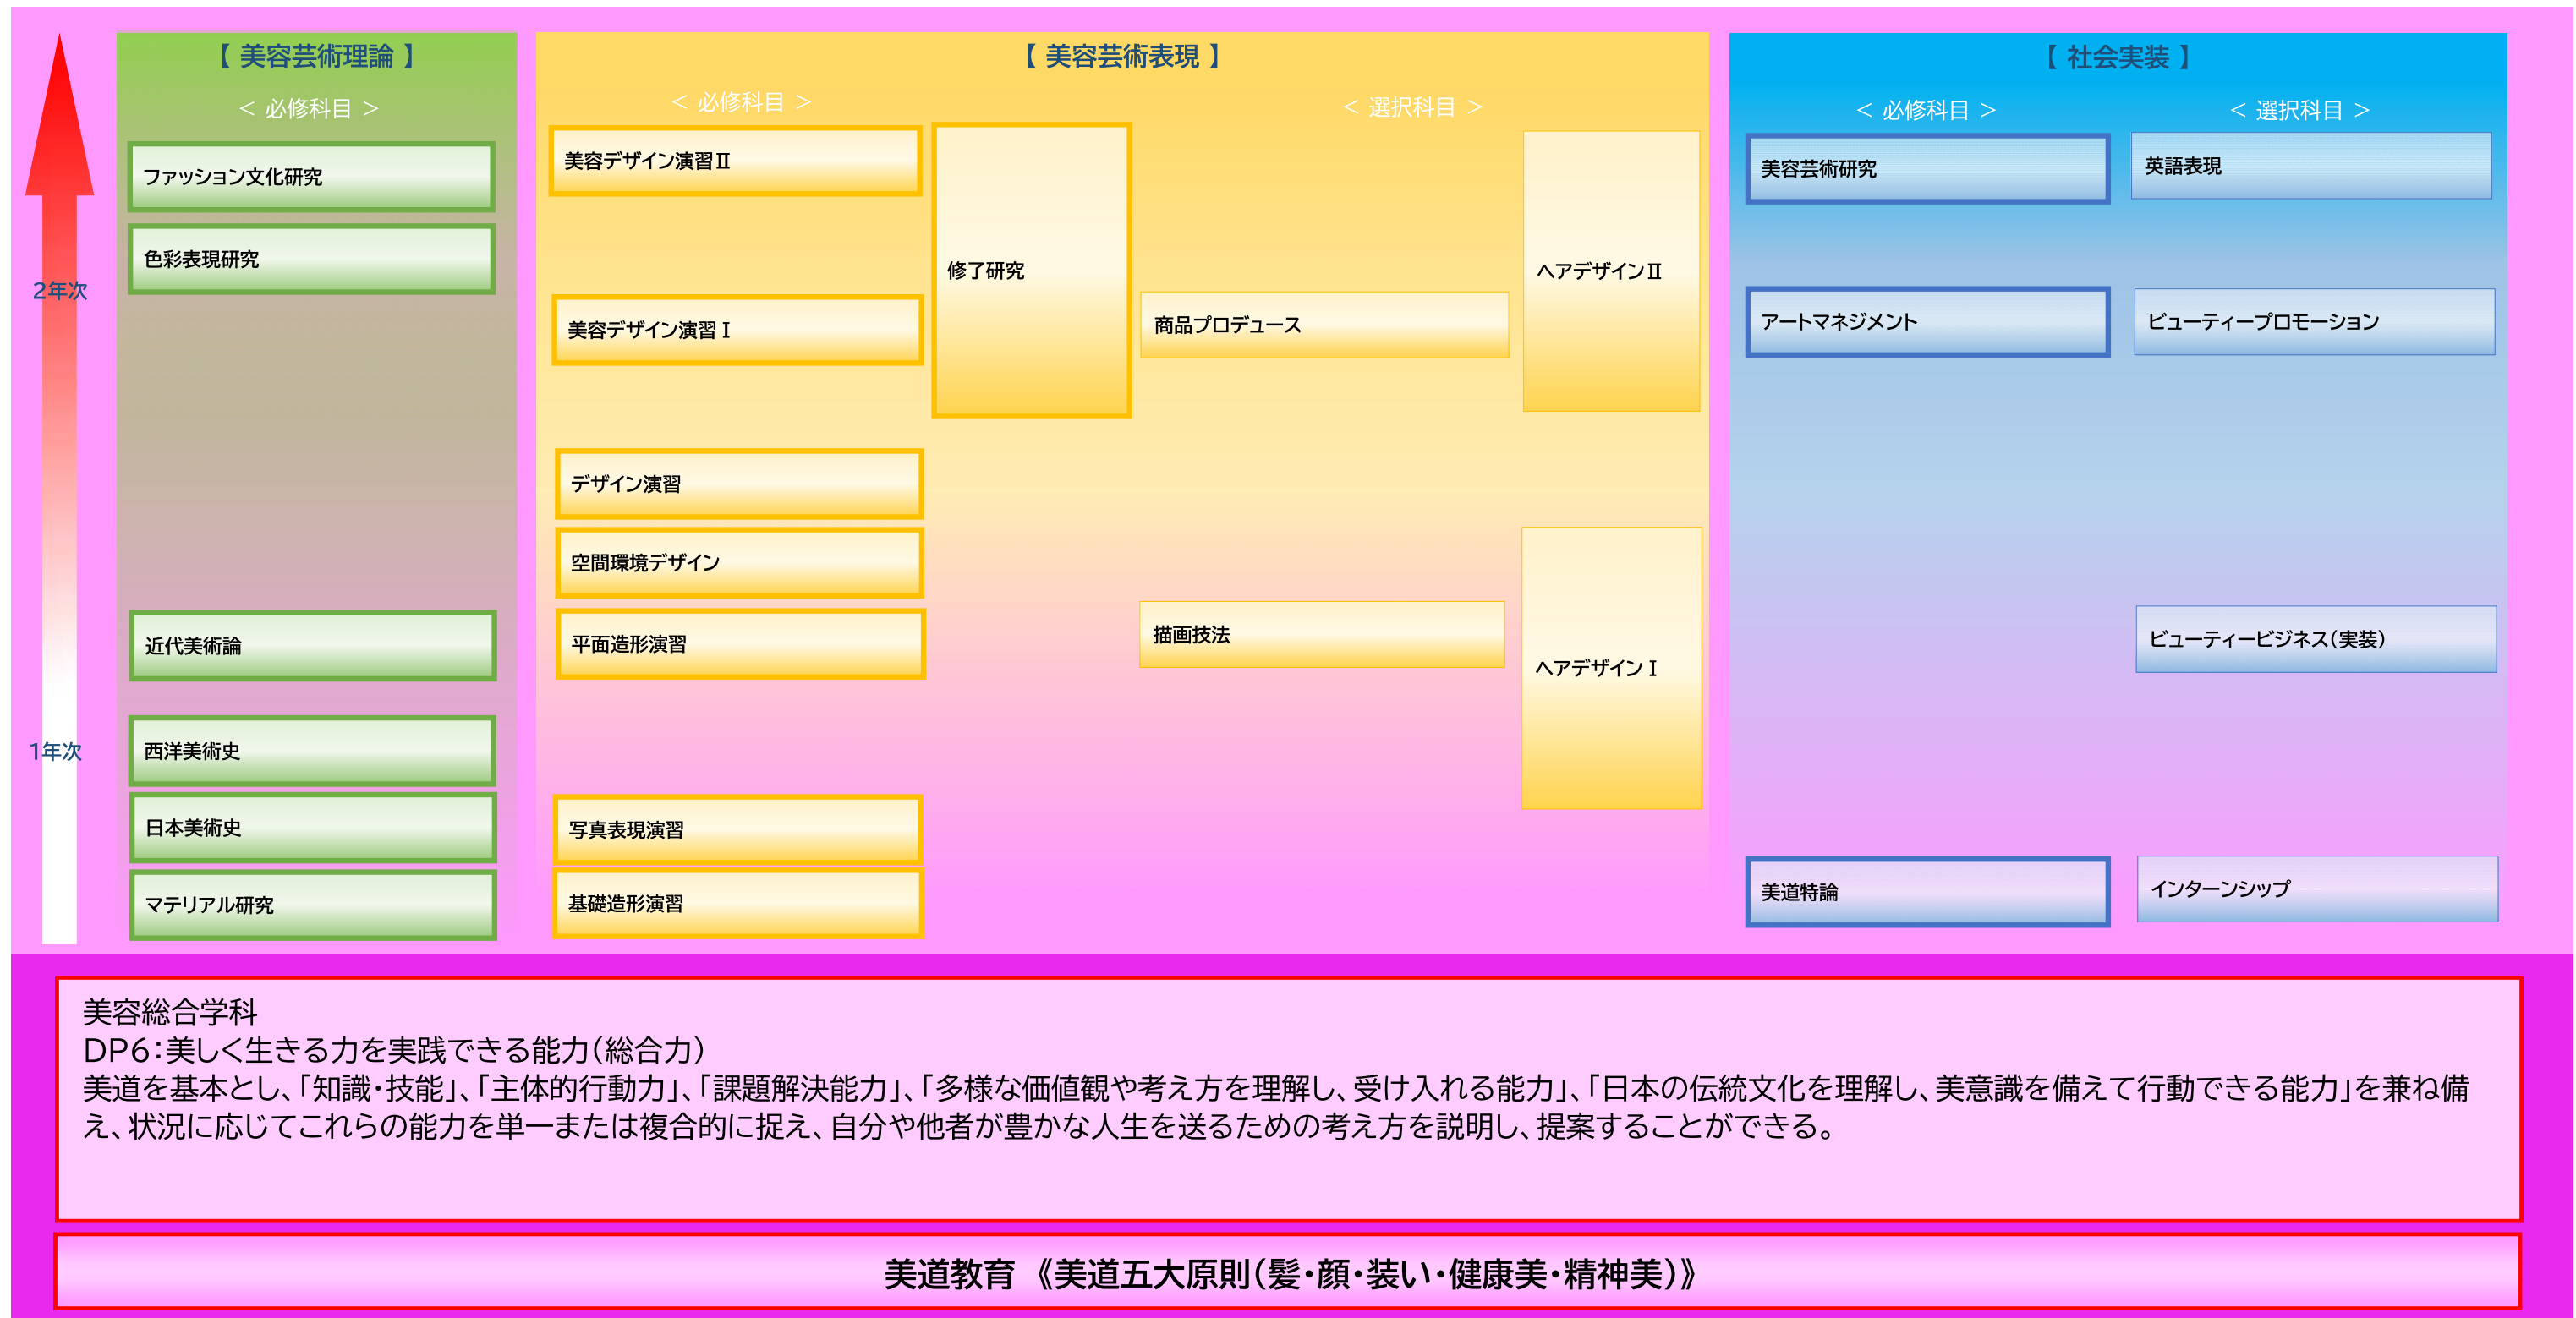 2年次
1年次
【 美容芸術理論 】
＜ 必修科目 ＞
ファッション文化研究
色彩表現研究
近代美術論
西洋美術史
日本美術史
マテリアル研究
【 美容芸術表現 】
＜ 必修科目 ＞
美容デザイン演習Ⅱ
美容デザイン演習Ⅰ
修了研究
デザイン演習
空間環境デザイン
平面造形演習
写真表現演習
基礎造形演習
＜ 選択科目 ＞
商品プロデュース
描画技法
ヘアデザインⅡ
ヘアデザインⅠ
【 社会実装 】
＜ 必修科目 ＞
美容芸術研究
アートマネジメント
美道特論
＜ 選択科目 ＞
英語表現
ビューティープロモーション
ビューティービジネス（実装）
インターンシップ
美容総合学科
DP6：美しく生きる力を実践できる能力（総合力）
美道を基本とし、「知識・技能」、「主体的行動力」、「課題解決能力」、「多様な価値観や考え方を理解し、受け入れる能力」、「日本の伝統文化を理解し、美意識を備えて行動できる能力」を兼ね備
え、状況に応じてこれらの能力を単一または複合的に捉え、自分や他者が豊かな人生を送るための考え方を説明し、提案することができる。
美道教育 《美道五大原則（髪・顔・装い・健康美・精神美）》